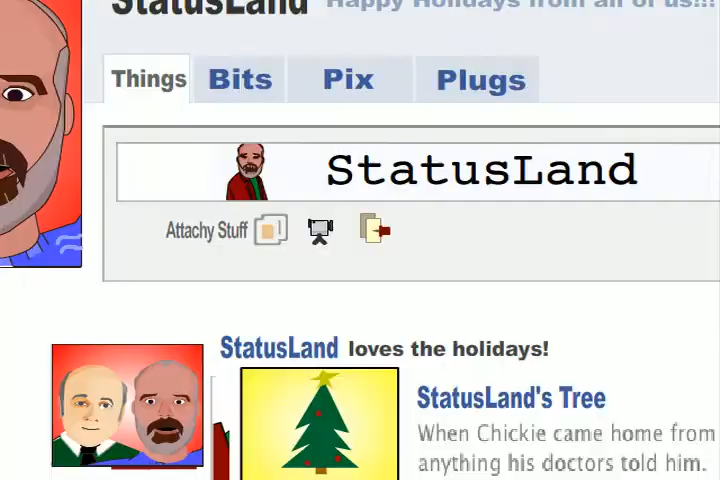 StatusLand Happy Holidays from all of us!!!
Things Bits Pix Plugs
StatusLand
Attachy Stuff
StatusLand loves the holidays!
StatusLand's Tree
When Chickie came home from
anything his doctors told him.